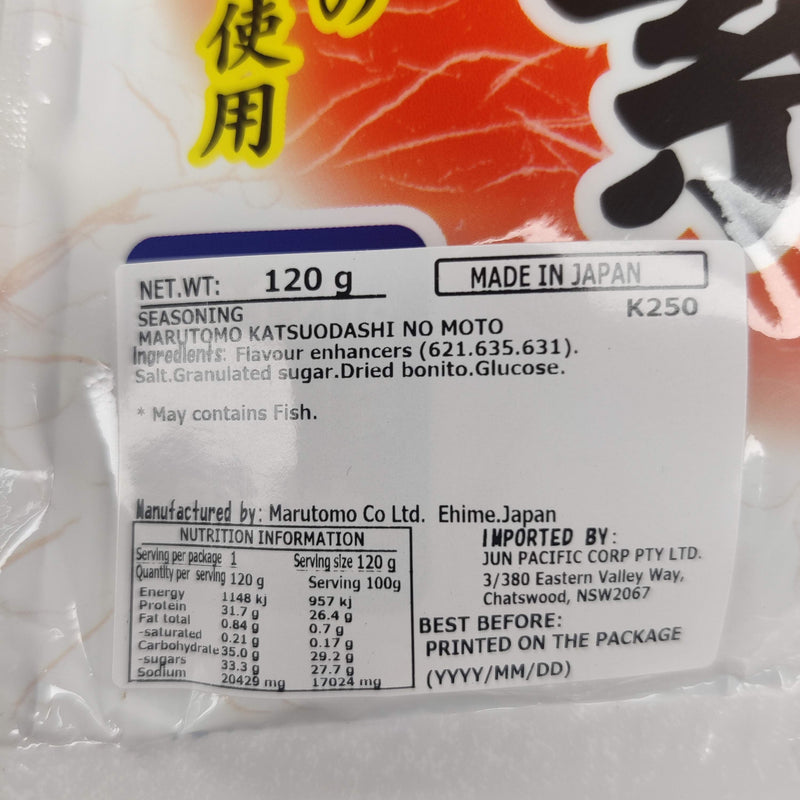 の
使用
素
NET.WT: 120 g
MADE IN JAPAN
K250
SEASONING
MARUTOMO KATSUODASHI NO MOTO
Ingredients: Flavour enhancers (621.635.631).
Salt.Granulated sugar.Dried bonito.Glucose.
* May contains Fish.
Manufactured by: Marutomo Co Ltd. Ehime.Japan
NUTRITION INFORMATION
Serving per package 1 Serving size 120 g
Quantity per serving 120 g Serving 100g
Energy 1148 kj 957 kj
Protein 31.7 g 26.4 g
Fat total 0.84 g 0.7 g
-saturated 0.21 g 0.17 g
Carbohydrate 35.0 g 29.2 g
-sugars 33.3 g 27.7 g
Sodium 20429 mg 17024 mg
IMPORTED BY:
JUN PACIFIC CORP PTY LTD.
3/380 Eastern Valley Way,
Chatswood, NSW2067
BEST BEFORE:
PRINTED ON THE PACKAGE
(YYYY/MM/DD)